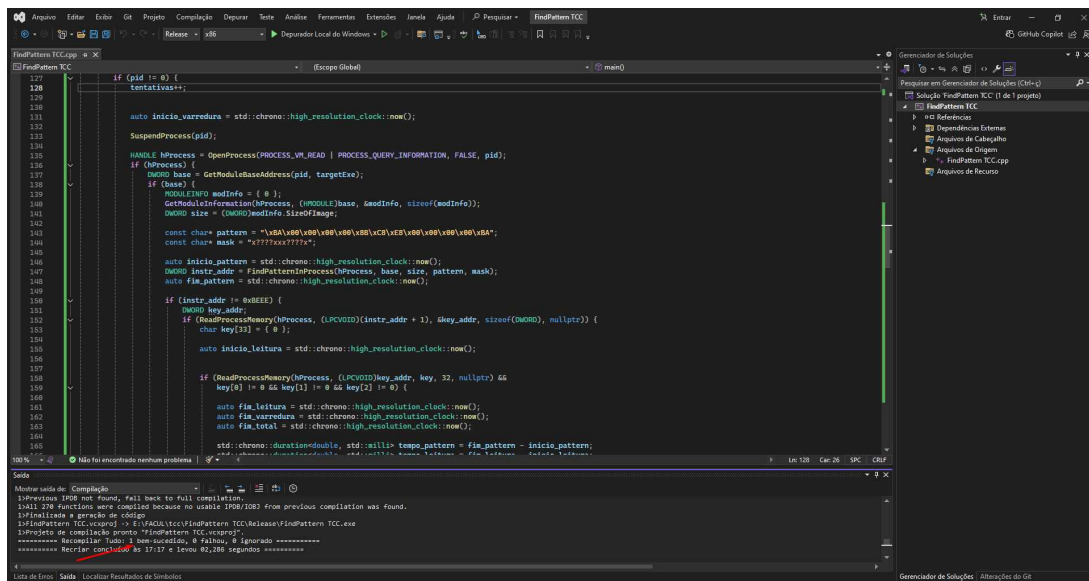 Arquivo Editar Exibir Git Projeto Compilação Depurar Teste Análise Ferramentas Extensões Janela Ajuda Pesquisar FindPattern TCC Entrar
Release x86 Depurador Local do Windows GitHub Copilot
FindPattern TCC.cpp
FindPattern TCC (Escopo Global) main()
127 if (pid != 0) {
128 tentativas++;
129
130
131 auto inicio_varredura = std::chrono::high_resolution_clock::now();
132
133 SuspendProcess(pid);
134
135 HANDLE hProcess = OpenProcess(PROCESS_VM_READ | PROCESS_QUERY_INFORMATION, FALSE, pid);
136 if (hProcess) {
137 DWORD base = GetModuleBaseAddress(pid, targetExe);
138 if (base) {
139 MODULEINFO modInfo = { 0 };
140 GetModuleInformation(hProcess, (HMODULE)base, &modInfo, sizeof(modInfo));
141 DWORD size = (DWORD)modInfo.SizeOfImage;
142
143 const char* pattern = "\xBA\x00\x00\x00\x00\x8B\xC8\xE8\x00\x00\x00\x00\xBA";
144 const char* mask = "x????xxx????x";
145
146 auto inicio_pattern = std::chrono::high_resolution_clock::now();
147 DWORD instr_addr = FindPatternInProcess(hProcess, base, size, pattern, mask);
148 auto fim_pattern = std::chrono::high_resolution_clock::now();
149
150 if (instr_addr != 0xBEEE) {
151 DWORD key_addr;
152 if (ReadProcessMemory(hProcess, (LPCVOID)(instr_addr + 1), &key_addr, sizeof(DWORD), nullptr)) {
153 char key[33] = { 0 };
154
155 auto inicio_leitura = std::chrono::high_resolution_clock::now();
156
157
158 if (ReadProcessMemory(hProcess, (LPCVOID)key_addr, key, 32, nullptr) &&
159 key[0] != 0 && key[1] != 0 && key[2] != 0) {
160
161 auto fim_leitura = std::chrono::high_resolution_clock::now();
162 auto fim_varredura = std::chrono::high_resolution_clock::now();
163 auto fim_total = std::chrono::high_resolution_clock::now();
164
165 std::chrono::duration<double, std::milli> tempo_pattern = fim_pattern - inicio_pattern;
100 % Não foi encontrado nenhum problema Ln: 128 Car: 26 SPC CRLF
Saída
Mostrar saída de: Compilação
1>Previous IPDB not found, fall back to full compilation.
1>All 270 functions were compiled because no usable IPDB/IOBJ from previous compilation was found.
1>Finalizada a geração de código
1>FindPattern TCC.vcxproj -> E:\FACUL\tcc\FindPattern TCC\Release\FindPattern TCC.exe
1>Projeto de compilação pronto "FindPattern TCC.vcxproj".
========== Recompilar Tudo: 1 bem-sucedido, 0 falhou, 0 ignorado ==========
========== Recriar concluído às 17:17 e levou 02,286 segundos ==========
Lista de Erros Saída Localizar Resultados de Símbolos
Gerenciador de Soluções
Pesquisar em Gerenciador de Soluções (Ctrl+ç)
Solução 'FindPattern TCC' (1 de 1 projeto)
FindPattern TCC
Referências
Dependências Externas
Arquivos de Cabeçalho
Arquivos de Origem
FindPattern TCC.cpp
Arquivos de Recurso
Gerenciador de Soluções Alterações do Git